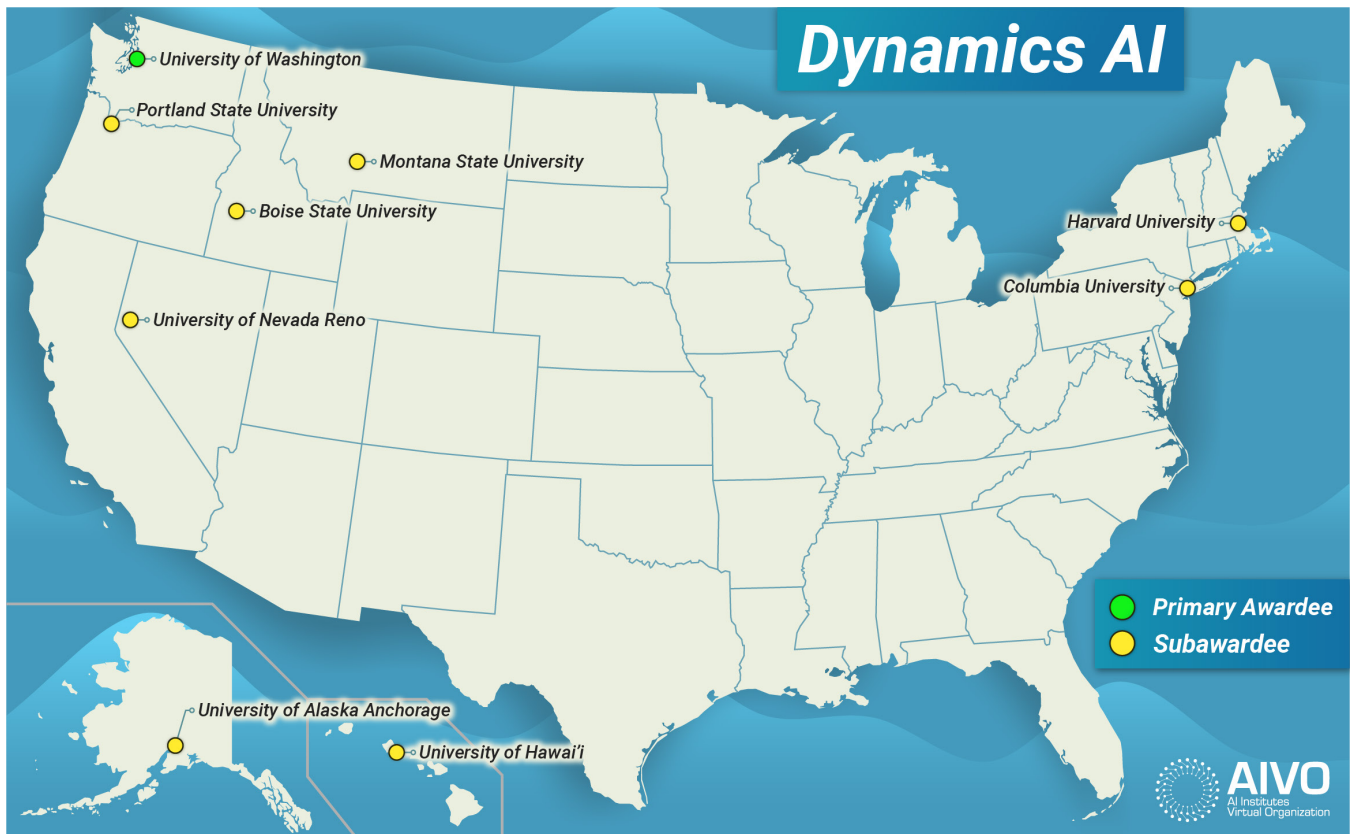 Dynamics AI
University of Washington
Portland State University
Montana State University
Boise State University
Harvard University
Columbia University
University of Nevada Reno
Primary Awardee
Subawardee
University of Alaska Anchorage
University of Hawai'i
AIVO
AI Institutes
Virtual Organization